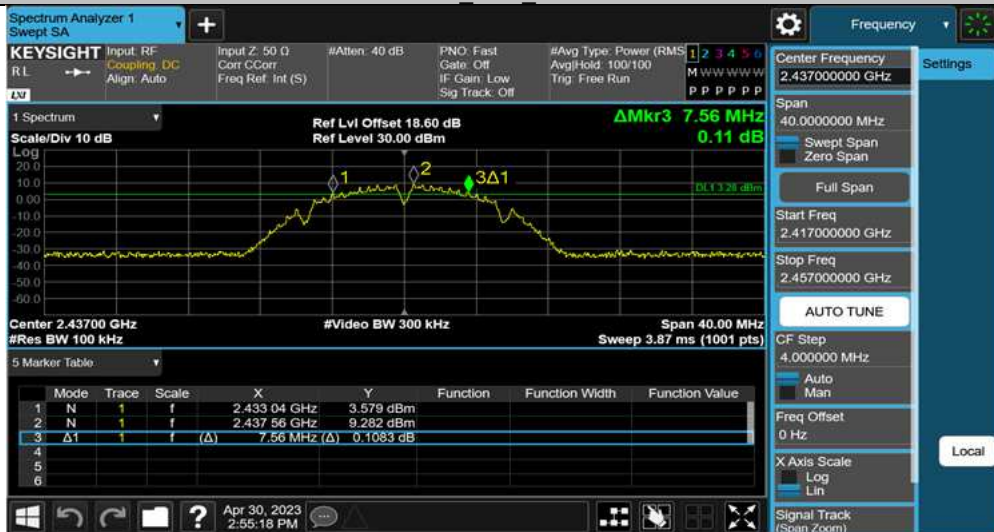 Spectrum Analyzer 1
Swept SA
+
Frequency
KEYSIGHT
RL
LXI
Input: RF
Coupling: DC
Align: Auto
Input Z: 50 Ω
Corr CCorr
Freq Ref: Int (S)
#Atten: 40 dB
PNO: Fast
Gate: Off
IF Gain: Low
Sig Track: Off
#Avg Type: Power (RMS
Avg|Hold: 100/100
Trig: Free Run
1 2 3 4 5 6
M W W W W W
P P P P P P
1 Spectrum
Scale/Div 10 dB
Ref Lvl Offset 18.60 dB
Ref Level 30.00 dBm
ΔMkr3 7.56 MHz
0.11 dB
Log
20.0
10.0
0.00
-10.0
-20.0
-30.0
-40.0
-50.0
-60.0
1
2
3Δ1
DL1 3.28 dBm
Center 2.43700 GHz
#Res BW 100 kHz
#Video BW 300 kHz
Span 40.00 MHz
Sweep 3.87 ms (1001 pts)
5 Marker Table
Mode Trace Scale X Y Function Function Width Function Value
1 N 1 f 2.433 04 GHz 3.579 dBm
2 N 1 f 2.437 56 GHz 9.282 dBm
3 Δ1 1 f (Δ) 7.56 MHz (Δ) 0.1083 dB
4
5
6
Apr 30, 2023
2:55:18 PM
?
Center Frequency
2.437000000 GHz
Span
40.0000000 MHz
Swept Span
Zero Span
Full Span
Start Freq
2.417000000 GHz
Stop Freq
2.457000000 GHz
AUTO TUNE
CF Step
4.000000 MHz
Auto
Man
Freq Offset
0 Hz
X Axis Scale
Log
Lin
Signal Track
(Span Zoom)
Settings
Local